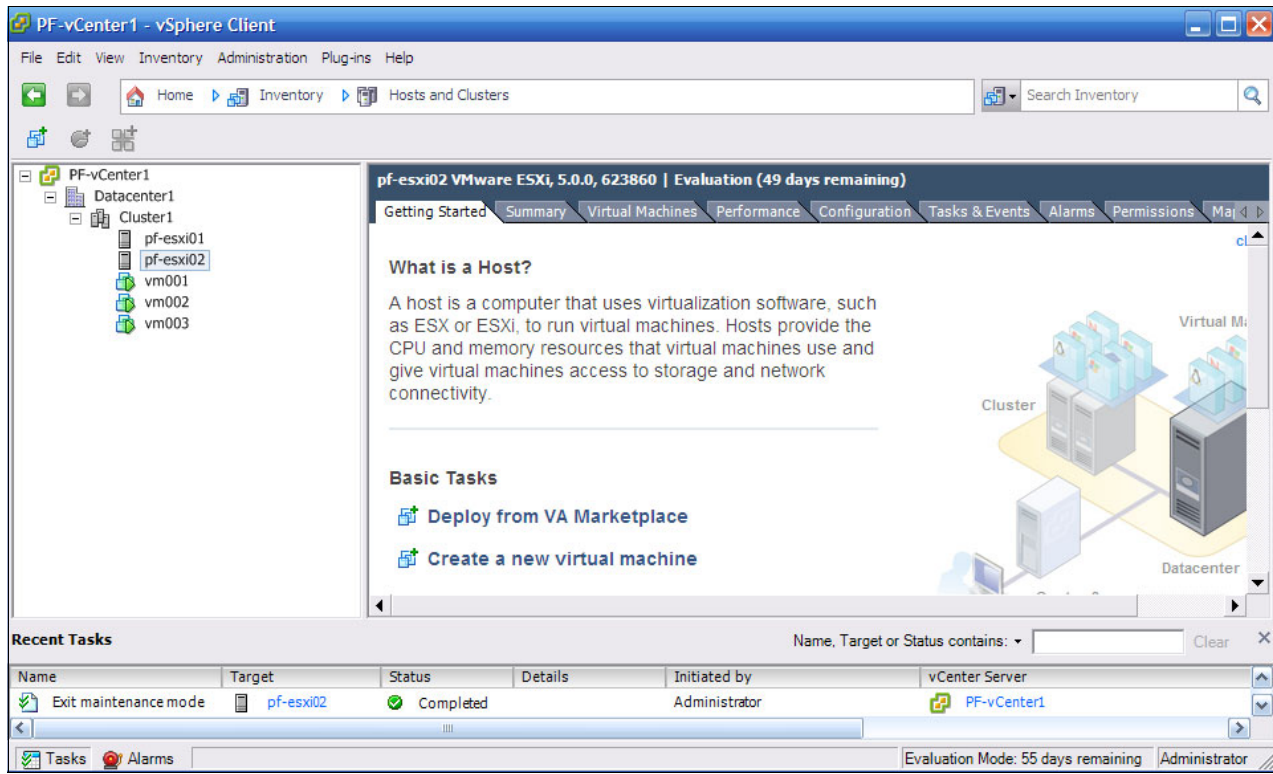 PF-vCenter1 - vSphere Client
File Edit View Inventory Administration Plug-ins Help
Home Inventory Hosts and Clusters Search Inventory
PF-vCenter1
Datacenter1
Cluster1
pf-esxi01
pf-esxi02
vm001
vm002
vm003
pf-esxi02 VMware ESXi, 5.0.0, 623860 | Evaluation (49 days remaining)
Getting Started Summary Virtual Machines Performance Configuration Tasks & Events Alarms Permissions
What is a Host?
A host is a computer that uses virtualization software, such
as ESX or ESXi, to run virtual machines. Hosts provide the
CPU and memory resources that virtual machines use and
give virtual machines access to storage and network
connectivity.
Basic Tasks
Deploy from VA Marketplace
Create a new virtual machine
Virtual
Cluster
Datacenter
Recent Tasks
Name, Target or Status contains: Clear
Name Target Status Details Initiated by vCenter Server
Exit maintenance mode pf-esxi02 Completed Administrator PF-vCenter1
Tasks Alarms Evaluation Mode: 55 days remaining Administrator